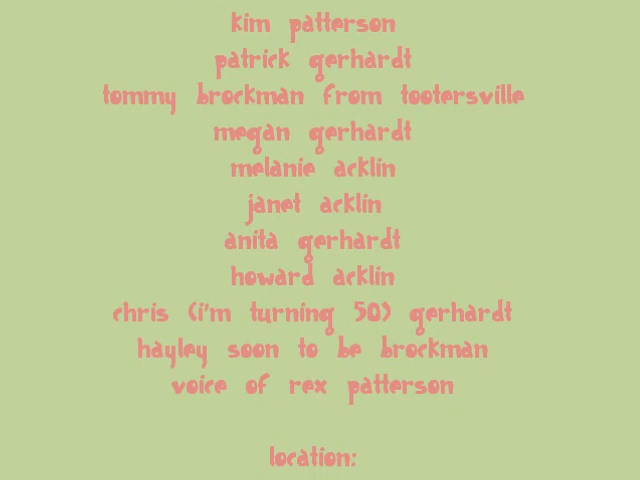 kim patterson
patrick gerhardt
tommy brockman from tootersville
megan gerhardt
melanie acklin
janet acklin
anita gerhardt
howard acklin
chris (i'm turning 50) gerhardt
hayley soon to be brockman
voice of rex patterson
location: